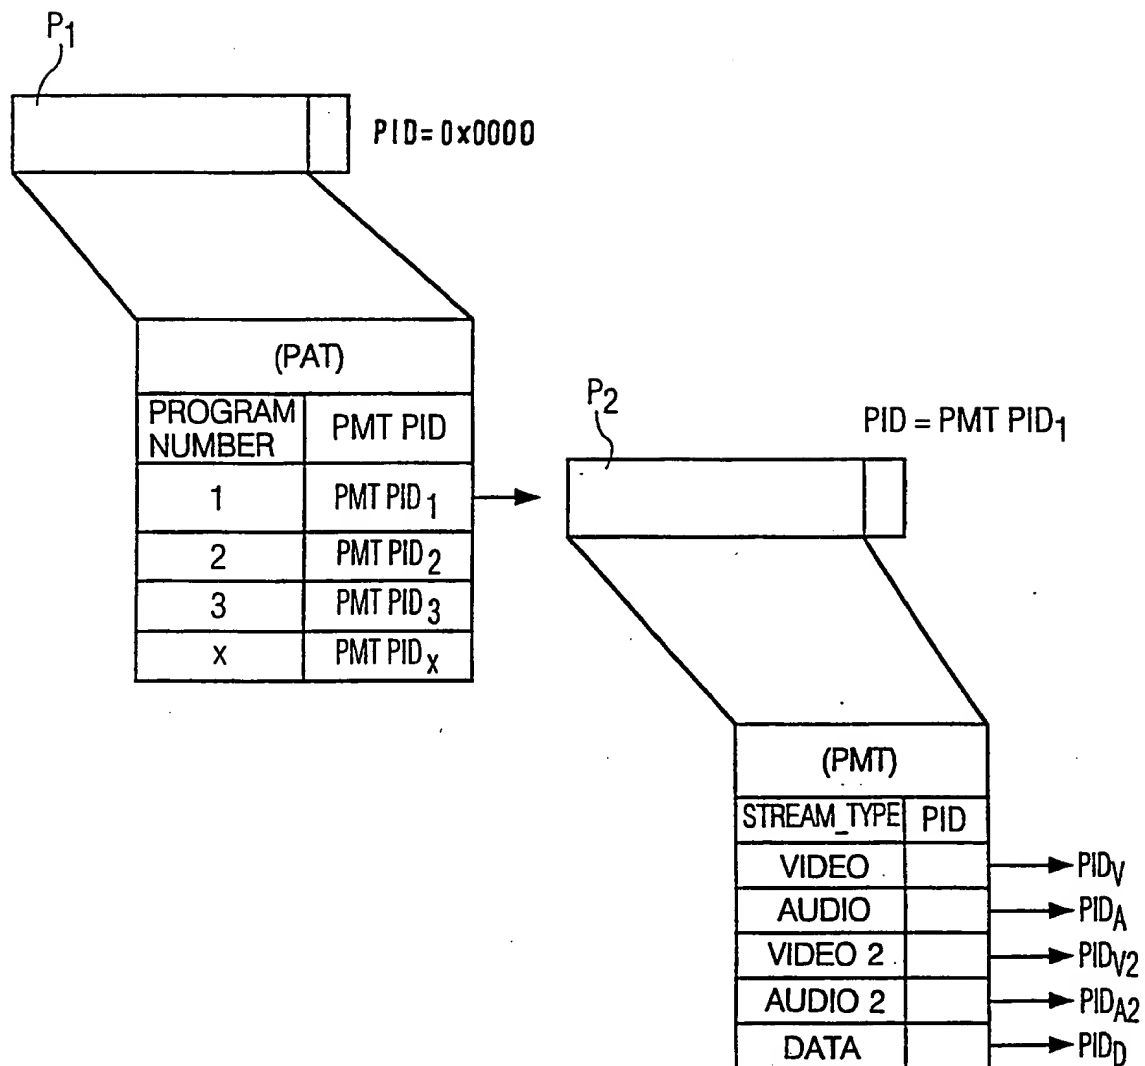 P1
PID=0x0000
(PAT)
PROGRAM NUMBER PMT PID
1 PMT PID1
2 PMT PID2
3 PMT PID3
x PMT PIDX
P2
PID = PMT PID1
(PMT)
STREAM_TYPE PID
VIDEO PIDV
AUDIO PIDA
VIDEO 2 PIDV2
AUDIO 2 PIDA2
DATA PIDD